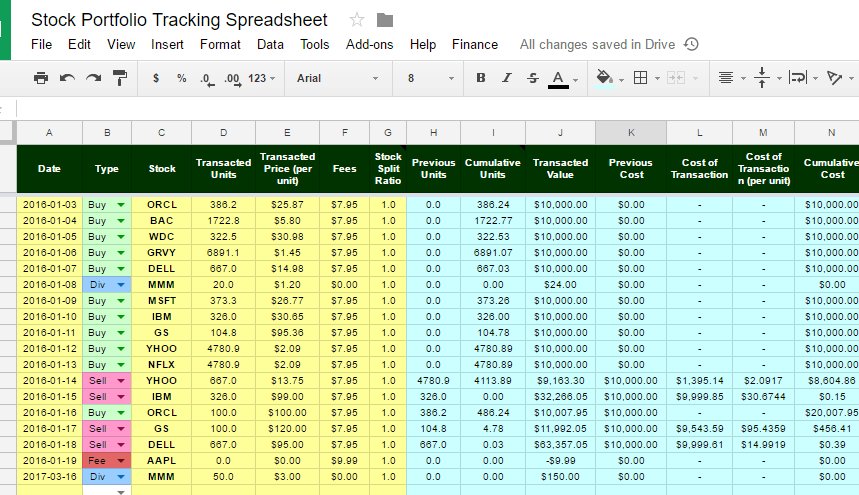 Stock Portfolio Tracking Spreadsheet
File Edit View Insert Format Data Tools Add-ons Help Finance All changes saved in Drive
$ % .0 .00 123 Arial 8 B I S A
A B C D E F G H I J K L M N
Date Type Stock Transacted Units Transacted Price (per unit) Fees Stock Split Ratio Previous Units Cumulative Units Transacted Value Previous Cost Cost of Transaction Cost of Transactio n (per unit) Cumulative Cost
2016-01-03 Buy ORCL 386.2 $25.87 $7.95 1.0 0.0 386.24 $10,000.00 $0.00 - - $10,000.00
2016-01-04 Buy BAC 1722.8 $5.80 $7.95 1.0 0.0 1722.77 $10,000.00 $0.00 - - $10,000.00
2016-01-05 Buy WDC 322.5 $30.98 $7.95 1.0 0.0 322.53 $10,000.00 $0.00 - - $10,000.00
2016-01-06 Buy GRVY 6891.1 $1.45 $7.95 1.0 0.0 6891.07 $10,000.00 $0.00 - - $10,000.00
2016-01-07 Buy DELL 667.0 $14.98 $7.95 1.0 0.0 667.03 $10,000.00 $0.00 - - $10,000.00
2016-01-08 Div MMM 20.0 $1.20 $0.00 1.0 0.0 0.00 $24.00 $0.00 - - $0.00
2016-01-09 Buy MSFT 373.3 $26.77 $7.95 1.0 0.0 373.26 $10,000.00 $0.00 - - $10,000.00
2016-01-10 Buy IBM 326.0 $30.65 $7.95 1.0 0.0 326.00 $10,000.00 $0.00 - - $10,000.00
2016-01-11 Buy GS 104.8 $95.36 $7.95 1.0 0.0 104.78 $10,000.00 $0.00 - - $10,000.00
2016-01-12 Buy YHOO 4780.9 $2.09 $7.95 1.0 0.0 4780.89 $10,000.00 $0.00 - - $10,000.00
2016-01-13 Buy NFLX 4780.9 $2.09 $7.95 1.0 0.0 4780.89 $10,000.00 $0.00 - - $10,000.00
2016-01-14 Sell YHOO 667.0 $13.75 $7.95 1.0 4780.9 4113.89 $9,163.30 $10,000.00 $1,395.14 $2.0917 $8,604.86
2016-01-15 Sell IBM 326.0 $99.00 $7.95 1.0 326.0 0.00 $32,266.05 $10,000.00 $9,999.85 $30.6744 $0.15
2016-01-16 Buy ORCL 100.0 $100.00 $7.95 1.0 386.2 486.24 $10,007.95 $10,000.00 - - $20,007.95
2016-01-17 Sell GS 100.0 $120.00 $7.95 1.0 104.8 4.78 $11,992.05 $10,000.00 $9,543.59 $95.4359 $456.41
2016-01-18 Sell DELL 667.0 $95.00 $7.95 1.0 667.0 0.03 $63,357.05 $10,000.00 $9,999.61 $14.9919 $0.39
2016-01-19 Fee AAPL 0.0 $0.00 $9.99 1.0 0.0 0.00 -$9.99 $0.00 - - $0.00
2017-03-16 Div MMM 50.0 $3.00 $0.00 1.0 0.0 0.00 $150.00 $0.00 - - $0.00